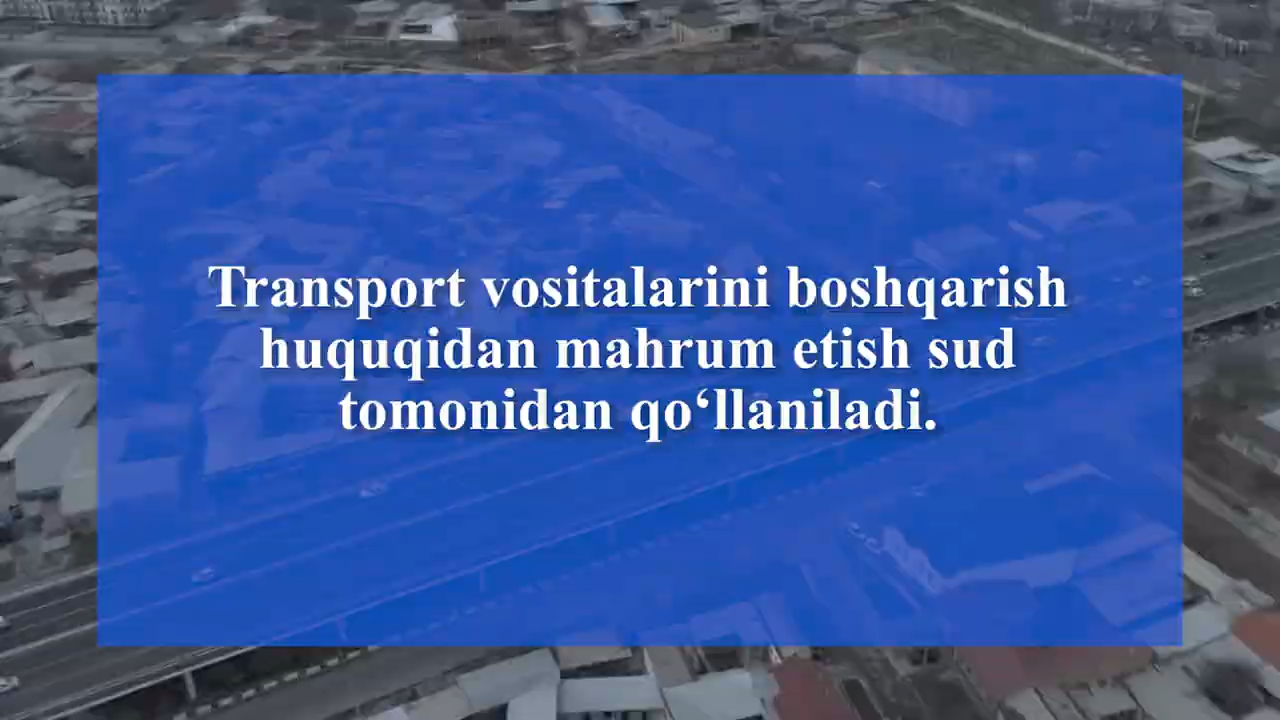 Transport vositalarini boshqarish
huquqidan mahrum etish sud
tomonidan qo‘llaniladi.